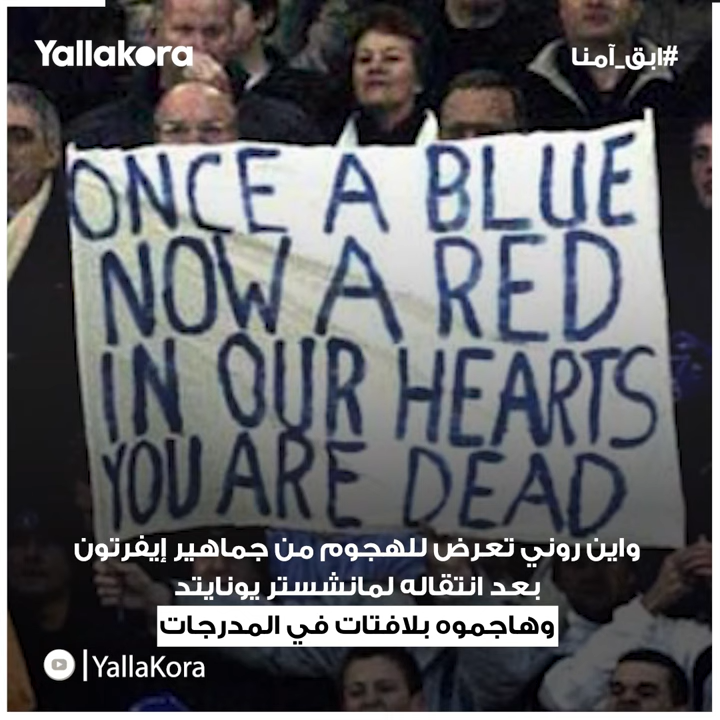 Yallakora
#ابق_آمنا
ONCE A BLUE
NOW A RED
IN OUR HEARTS
YOU ARE DEAD
واين روني تعرض للهجوم من جماهير إيفرتون
بعد انتقاله لمانشستر يونايتد
وهاجموه بلافتات في المدرجات
YallaKora